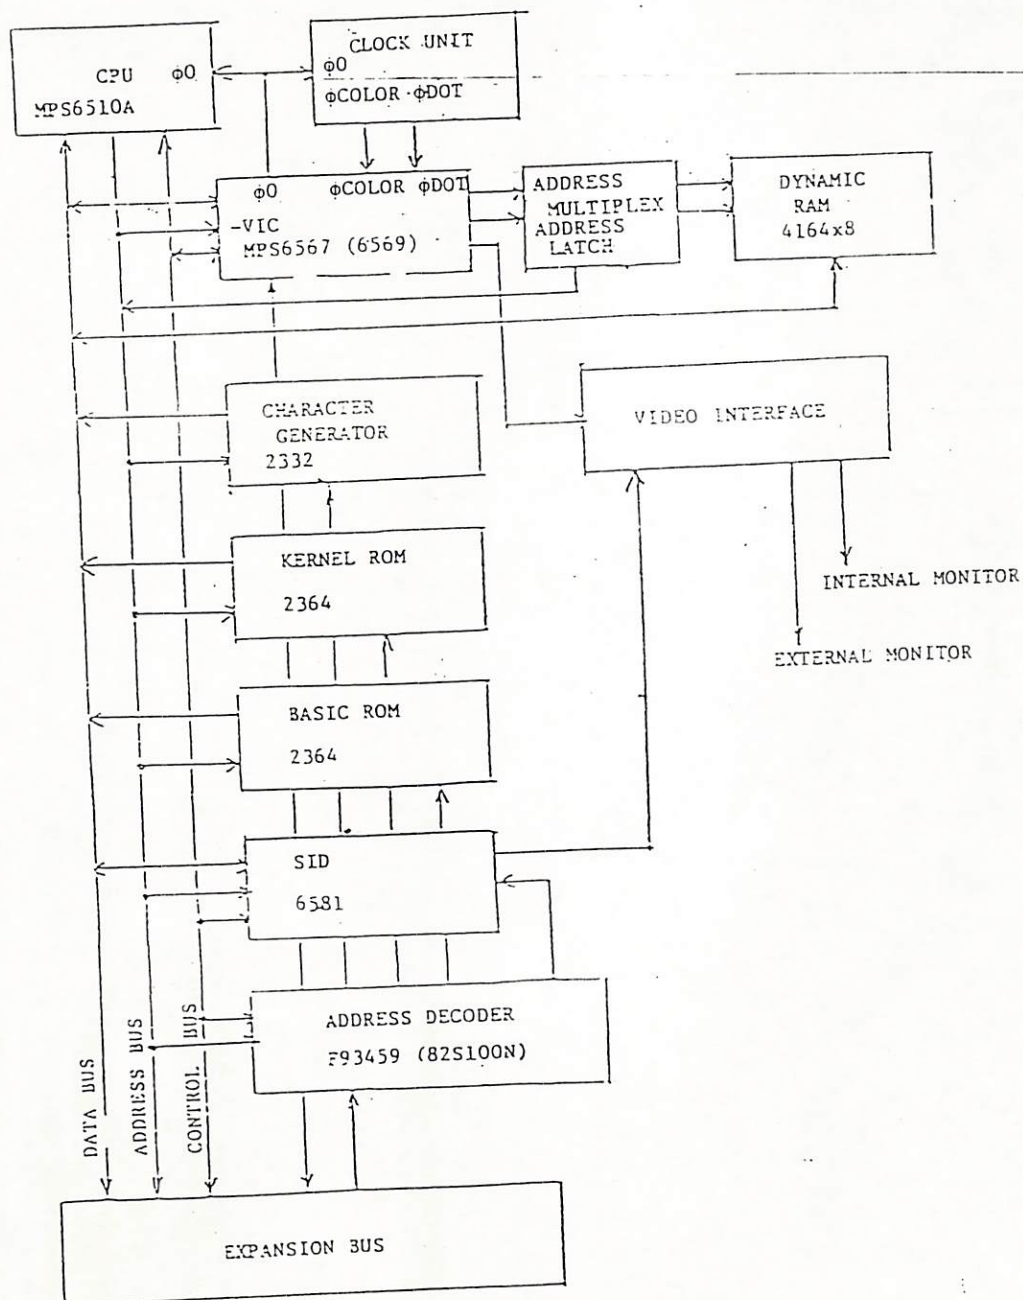 CLOCK UNIT
CPU ϕO
ϕO
MPS6510A
ϕCOLOR ϕDOT
ϕO ϕCOLOR ϕDOT
-VIC
MPS6567 (6569)
ADDRESS
MULTIPLEX
ADDRESS
LATCH
DYNAMIC
RAM
4164x8
CHARACTER
GENERATOR
2332
VIDEO INTERFACE
KERNEL ROM
2364
INTERNAL MONITOR
EXTERNAL MONITOR
BASIC ROM
2364
SID
6581
ADDRESS DECODER
F93459 (82S100N)
DATA BUS
ADDRESS BUS
CONTROL BUS
EXPANSION BUS